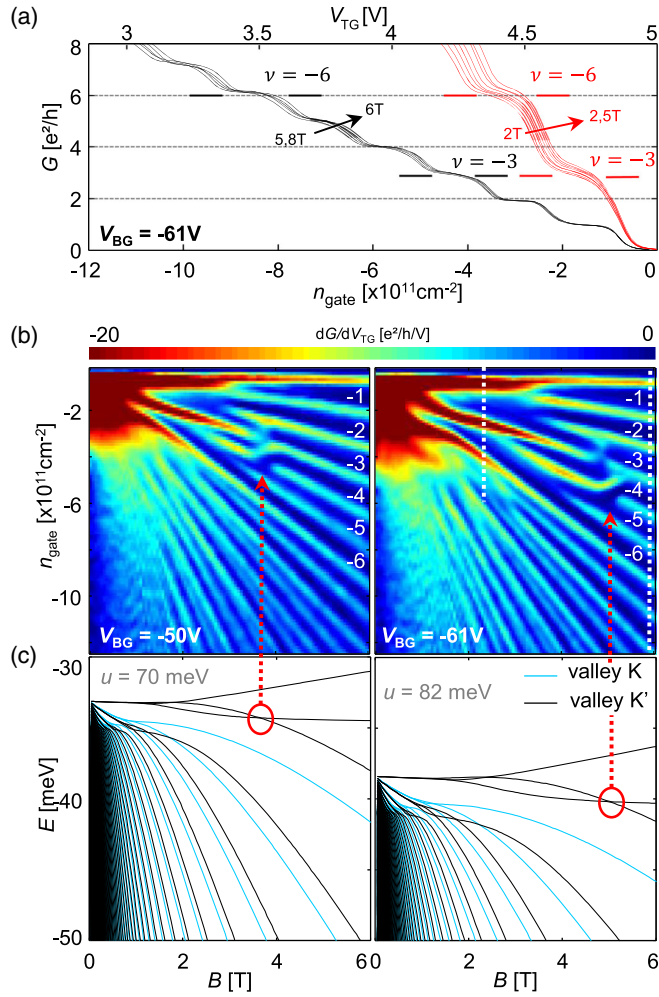 (a)
V_TG [V]
3 3.5 4 4.5 5
8
6
4
2
0
G [e²/h]
ν = −6
ν = −6
6T
5,8T
2,5T
2T
ν = −3
ν = −3
V_BG = -61V
-12 -10 -8 -6 -4 -2 0
n_gate [x10¹¹cm⁻²]
(b)
-20 dG/dV_TG [e²/h/V] 0
n_gate [x10¹¹cm⁻²]
-2
-6
-10
-1
-2
-3
-4
-5
-6
V_BG = -50V
-1
-2
-3
-4
-5
-6
V_BG = -61V
(c)
E [meV]
-30
-40
-50
u = 70 meV
u = 82 meV
valley K
valley K'
0 2 4 6
0 2 4 6
B [T]
B [T]